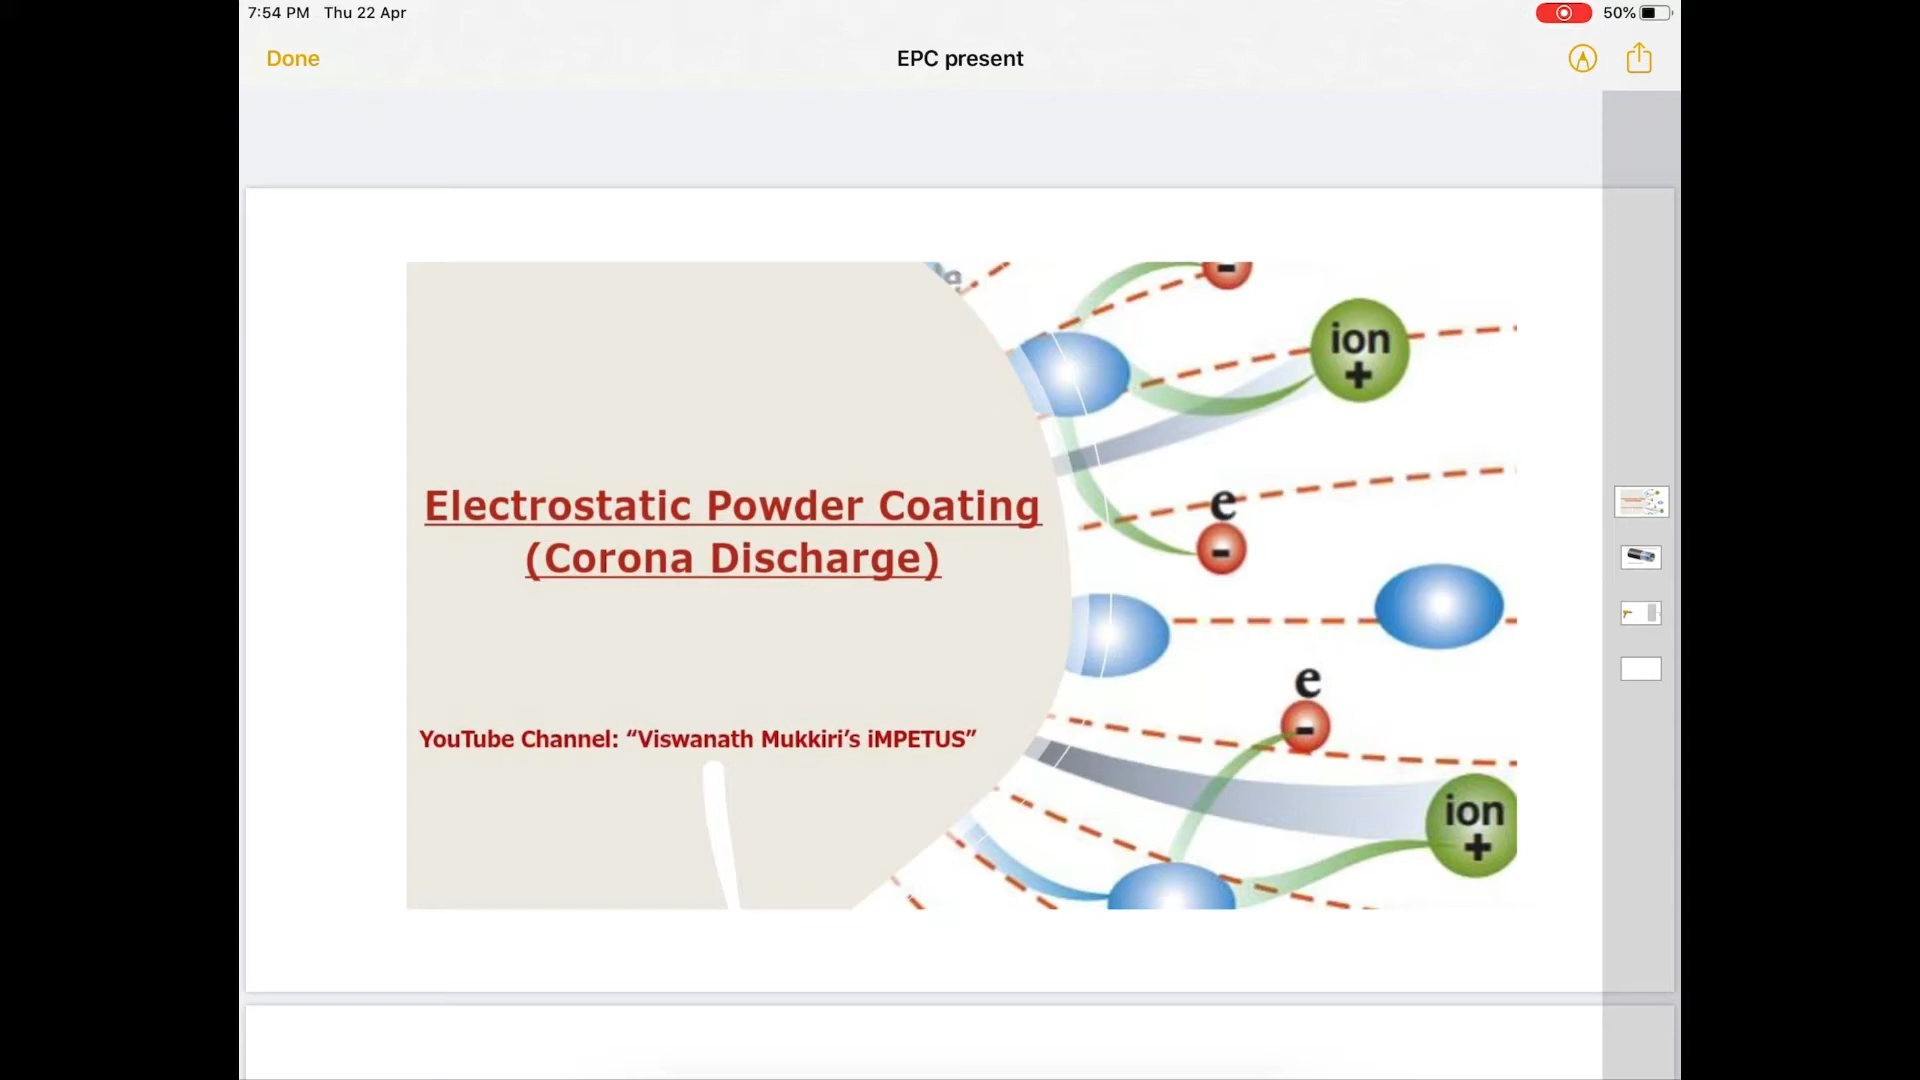 7:54 PM Thu 22 Apr
50%
Done
EPC present
-
ion
+
e
-
Electrostatic Powder Coating
(Corona Discharge)
e
-
YouTube Channel: “Viswanath Mukkiri’s iMPETUS”
ion
+